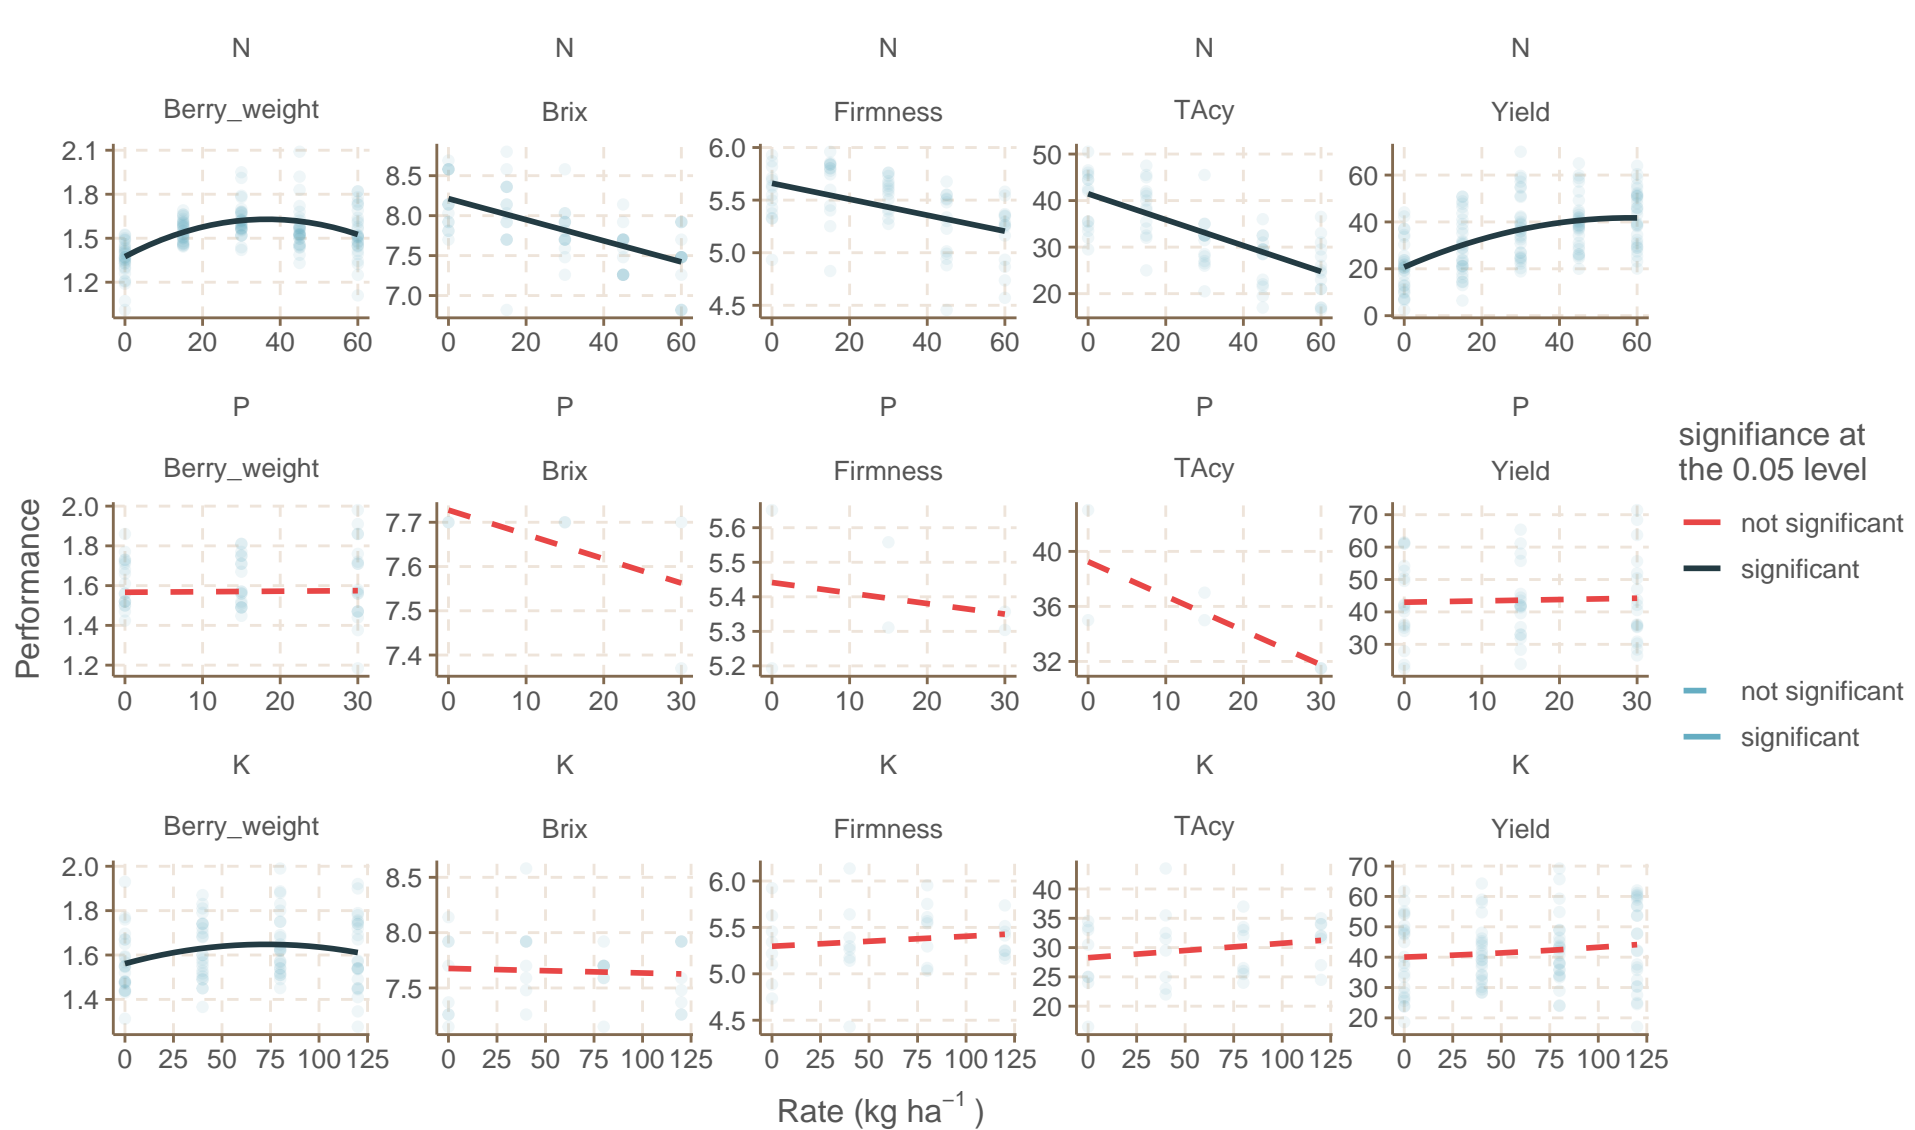 N N N N N
Berry_weight Brix Firmness TAcy Yield
2.1 1.8 1.5 1.2
8.5 8.0 7.5 7.0
6.0 5.5 5.0 4.5
50 40 30 20
60 40 20 0
0 20 40 60 0 20 40 60 0 20 40 60 0 20 40 60 0 20 40 60
P P P P P
Berry_weight Brix Firmness TAcy Yield
2.0 1.8 1.6 1.4 1.2
7.7 7.6 7.5 7.4
5.6 5.5 5.4 5.3 5.2
40 36 32
70 60 50 40 30
0 10 20 30 0 10 20 30 0 10 20 30 0 10 20 30 0 10 20 30
K K K K K
Berry_weight Brix Firmness TAcy Yield
2.0 1.8 1.6 1.4
8.5 8.0 7.5
6.0 5.5 5.0 4.5
40 35 30 25 20
70 60 50 40 30 20
0 25 50 75 100 125 0 25 50 75 100 125 0 25 50 75 100 125 0 25 50 75 100 125 0 25 50 75 100 125
Performance
Rate (kg ha⁻¹ )
signifiance at
the 0.05 level
not significant
significant
not significant
significant